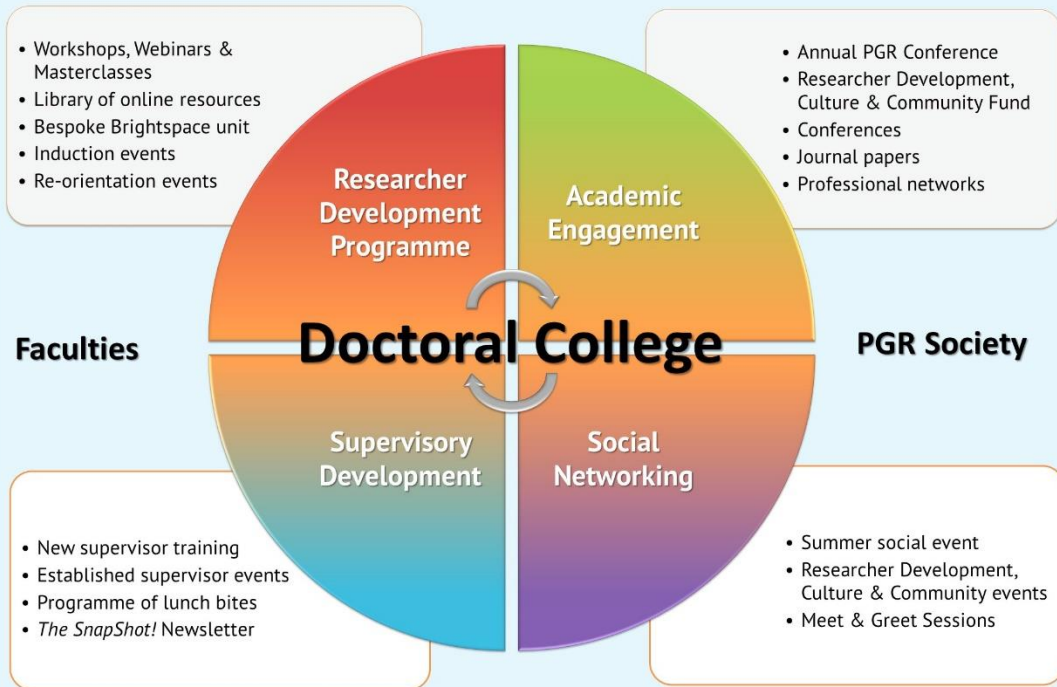 • Workshops, Webinars &
Masterclasses
• Library of online resources
• Bespoke Brightspace unit
• Induction events
• Re-orientation events
Researcher
Development
Programme
Academic
Engagement
• Annual PGR Conference
• Researcher Development,
Culture & Community Fund
• Conferences
• Journal papers
• Professional networks
Faculties
Doctoral College
PGR Society
Supervisory
Development
Social
Networking
• New supervisor training
• Established supervisor events
• Programme of lunch bites
• The SnapShot! Newsletter
• Summer social event
• Researcher Development,
Culture & Community events
• Meet & Greet Sessions